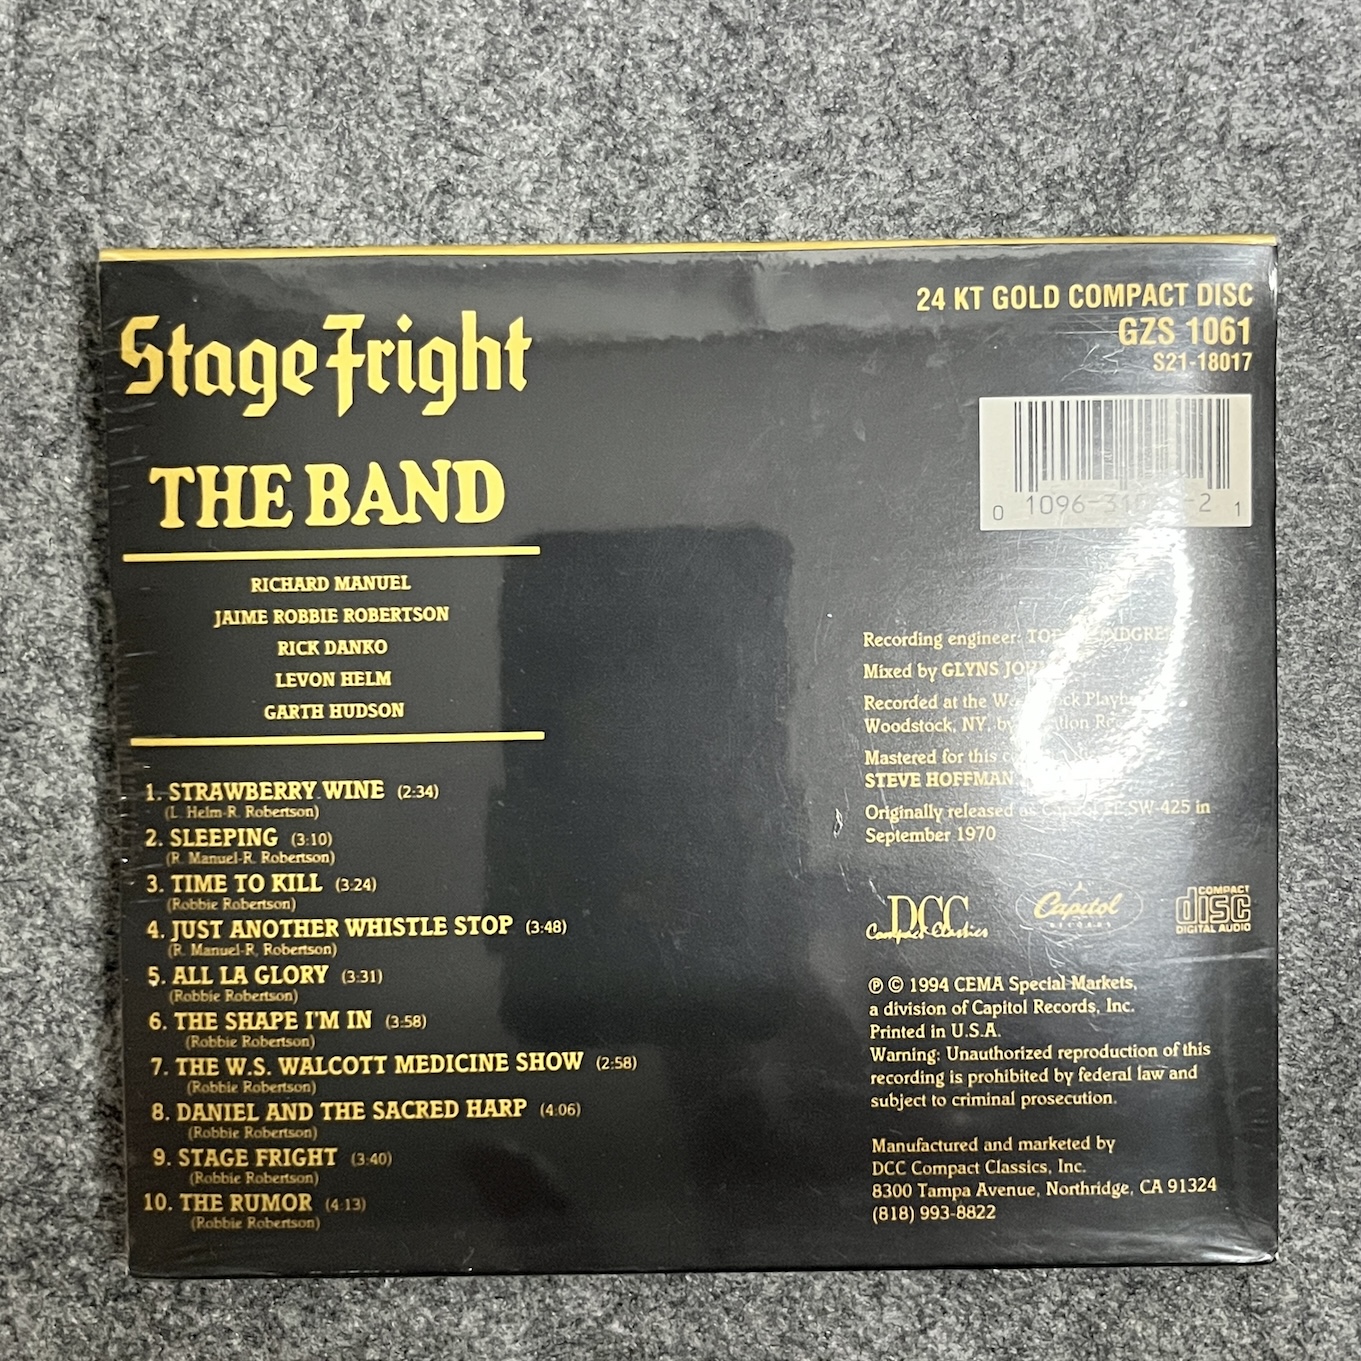 Stage Fright
THE BAND
RICHARD MANUEL
JAIME ROBBIE ROBERTSON
RICK DANKO
LEVON HELM
GARTH HUDSON
1. STRAWBERRY WINE (2:34)
(L. Helm-R. Robertson)
2. SLEEPING (3:10)
(R. Manuel-R. Robertson)
3. TIME TO KILL (3:24)
(Robbie Robertson)
4. JUST ANOTHER WHISTLE STOP (3:48)
(R. Manuel-R. Robertson)
5. ALL LA GLORY (3:31)
(Robbie Robertson)
6. THE SHAPE I'M IN (3:58)
(Robbie Robertson)
7. THE W.S. WALCOTT MEDICINE SHOW (2:58)
(Robbie Robertson)
8. DANIEL AND THE SACRED HARP (4:06)
(Robbie Robertson)
9. STAGE FRIGHT (3:40)
(Robbie Robertson)
10. THE RUMOR (4:13)
(Robbie Robertson)
24 KT GOLD COMPACT DISC
GZS 1061
S21-18017
0 1096 2 1
Recording engineer:
Mixed by GLYNS
Recorded at the
Woodstock, NY, by
Mastered for this
STEVE HOFFMAN
Originally released as SW-425 in
September 1970
DCC
Compact Classics
Capitol
RECORDS
COMPACT
disc
DIGITAL AUDIO
℗ © 1994 CEMA Special Markets,
a division of Capitol Records, Inc.
Printed in U.S.A.
Warning: Unauthorized reproduction of this
recording is prohibited by federal law and
subject to criminal prosecution.
Manufactured and marketed by
DCC Compact Classics, Inc.
8300 Tampa Avenue, Northridge, CA 91324
(818) 993-8822